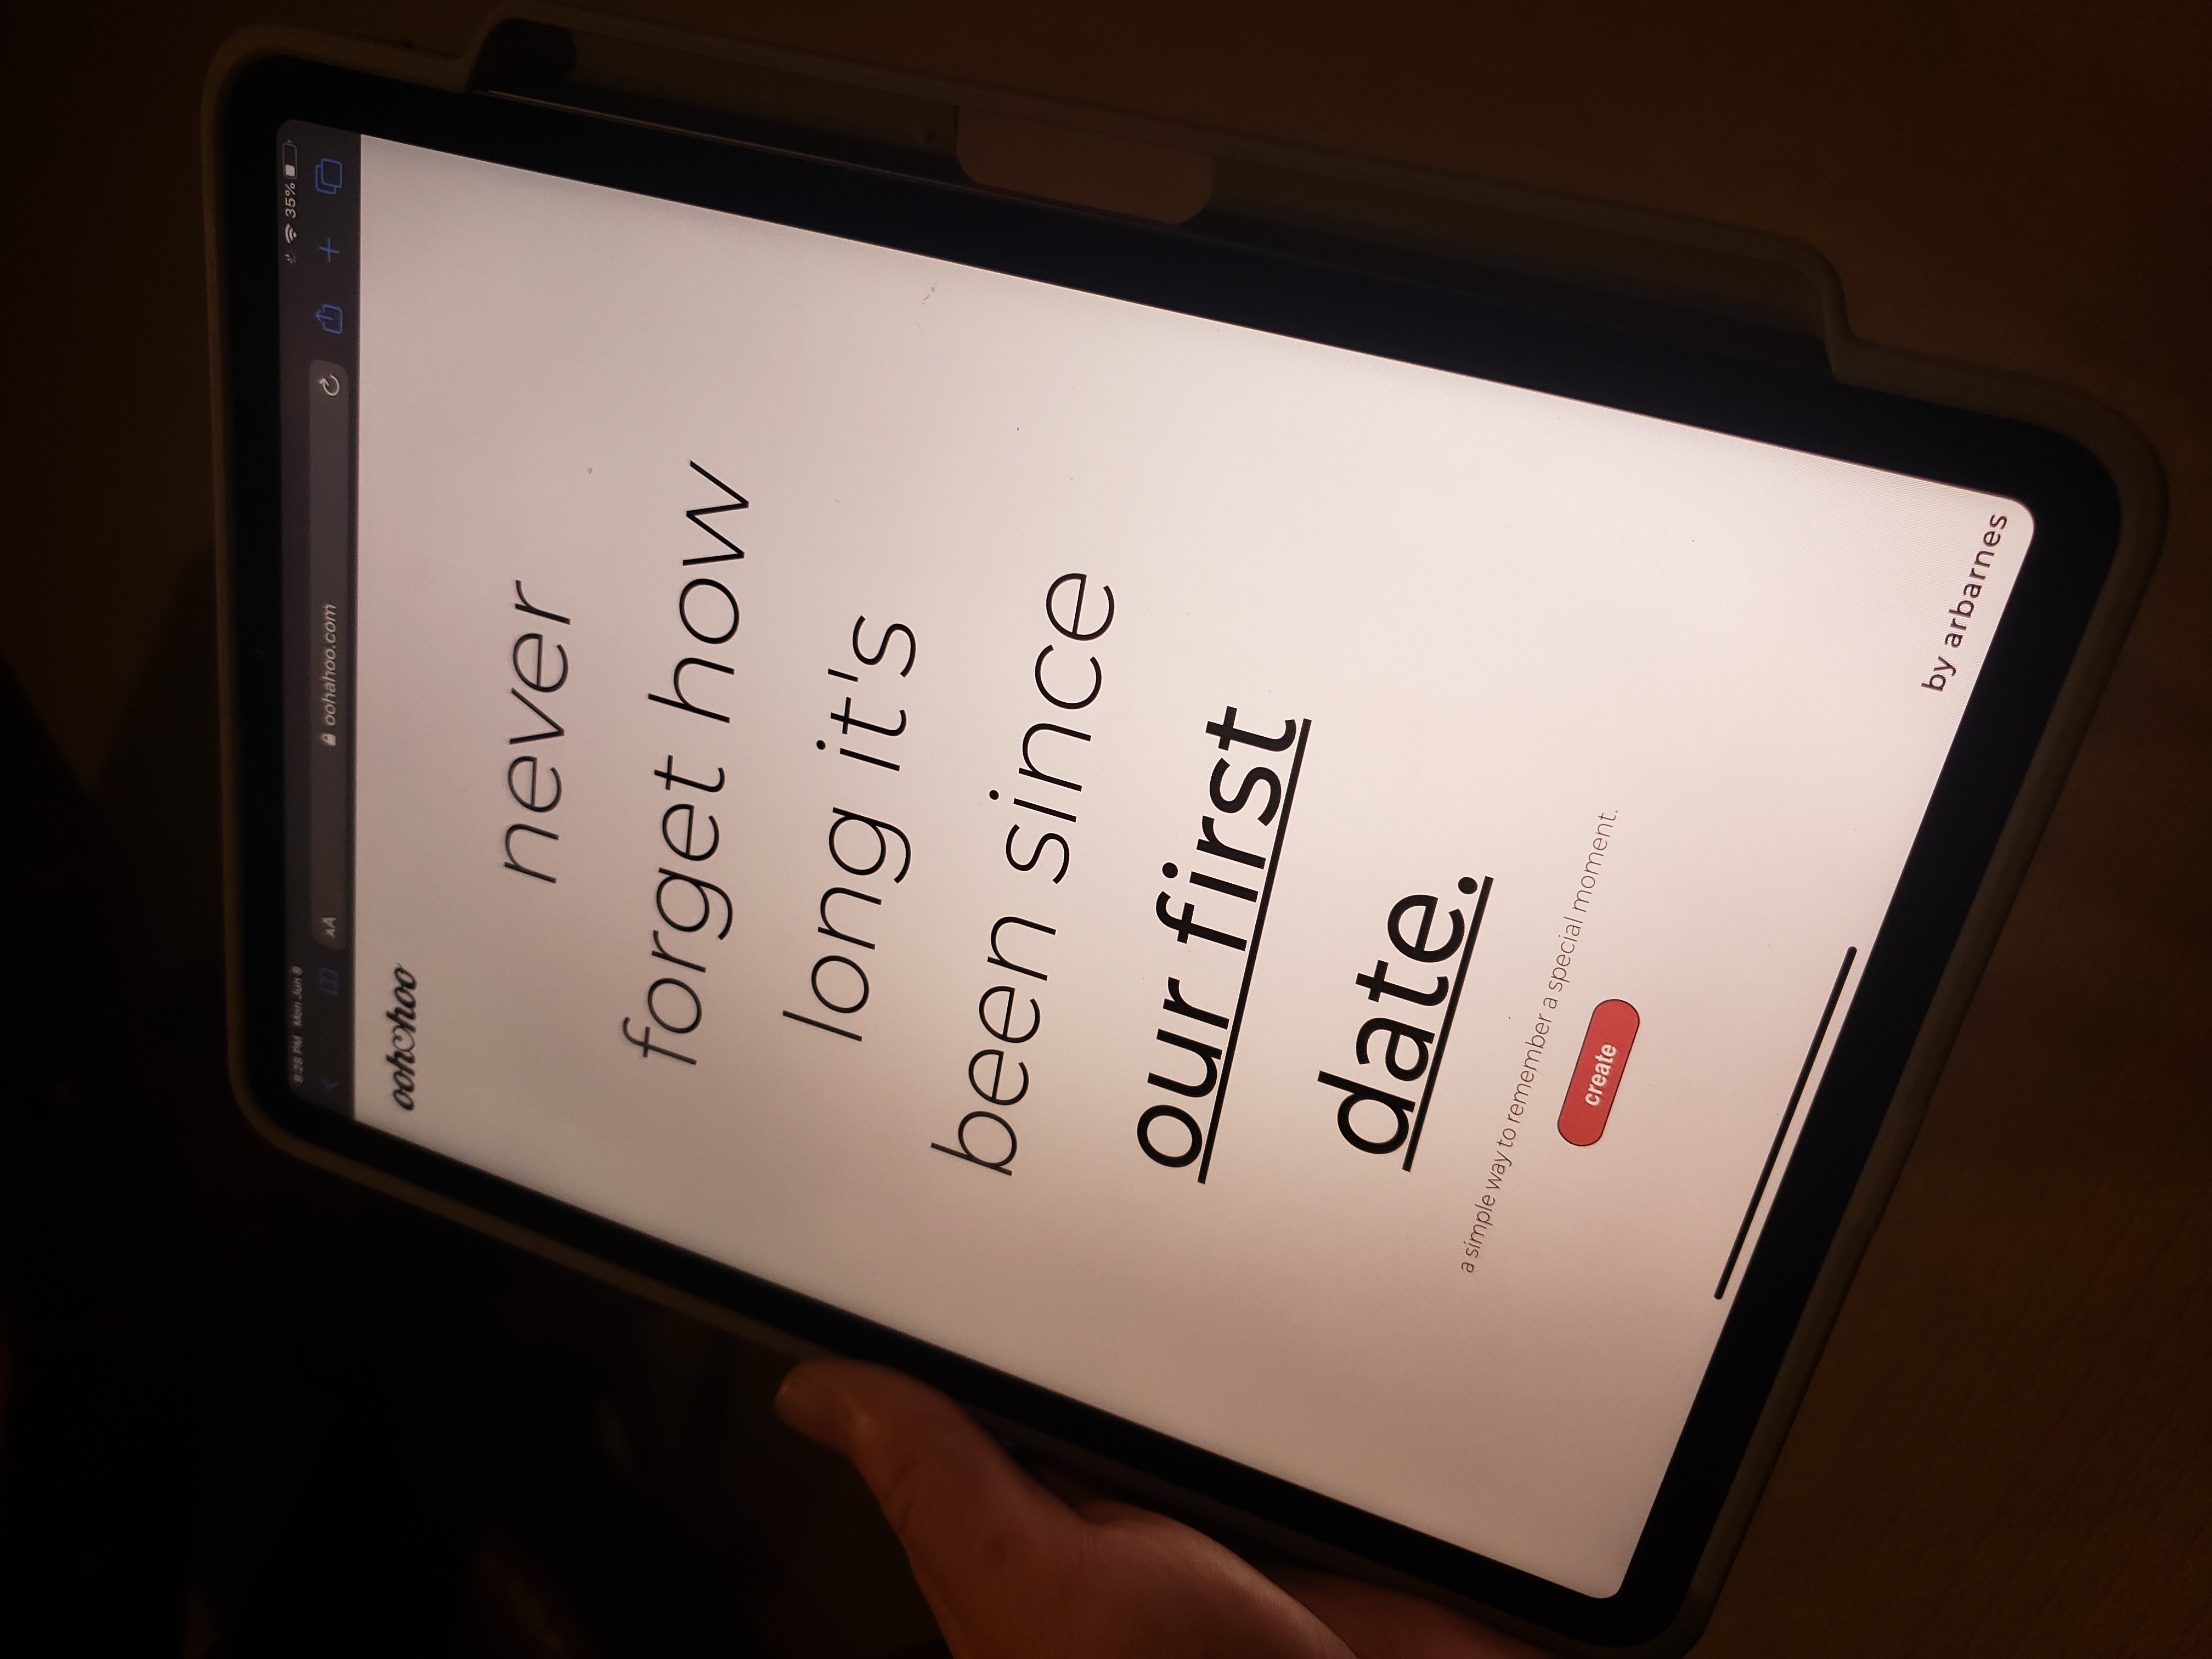 8:28 PM Mon Jun 8
35%
AA
oohahoo.com
oohahoo
never
forget how
long it's
been since
our first
date.
a simple way to remember a special moment.
create
by arbarnes